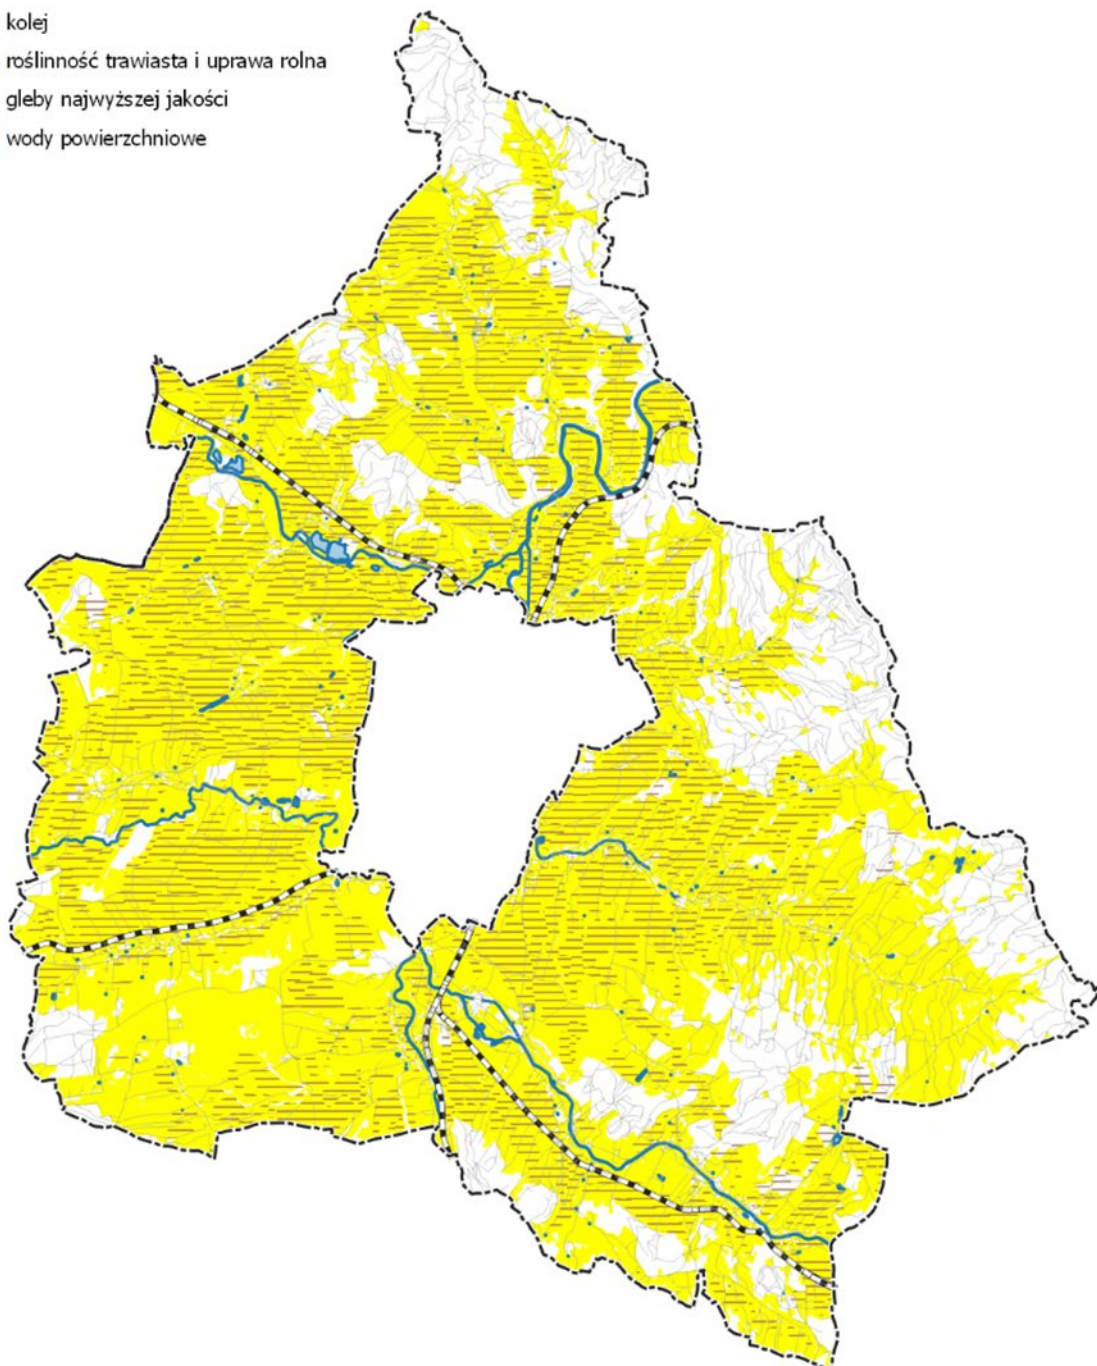 kolej
roślinność trawiasta i uprawa rolna
gleby najwyższej jakości
wody powierzchniowe